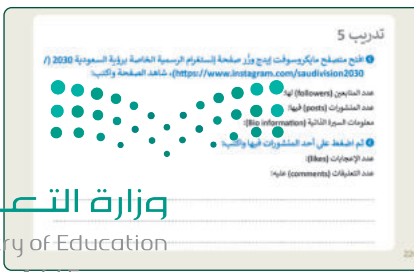 تدريب 5
افتح متصفح مايكروسوفت إيدج وزُر صفحة إنستغرام الرسمية الخاصة برؤية السعودية 2030 (/
https://www.instagram.com/saudivision2030)، شاهد الصفحة واكتب:
عدد المتابعين (followers) لها:
عدد المنشورات (posts) فيها:
معلومات السيرة الذاتية (Bio information):
ثم اضغط على أحد المنشورات فيها واكتب:
عدد الإعجابات (likes):
عدد التعليقات (comments) عليه:
وزارة التع
ry of Education